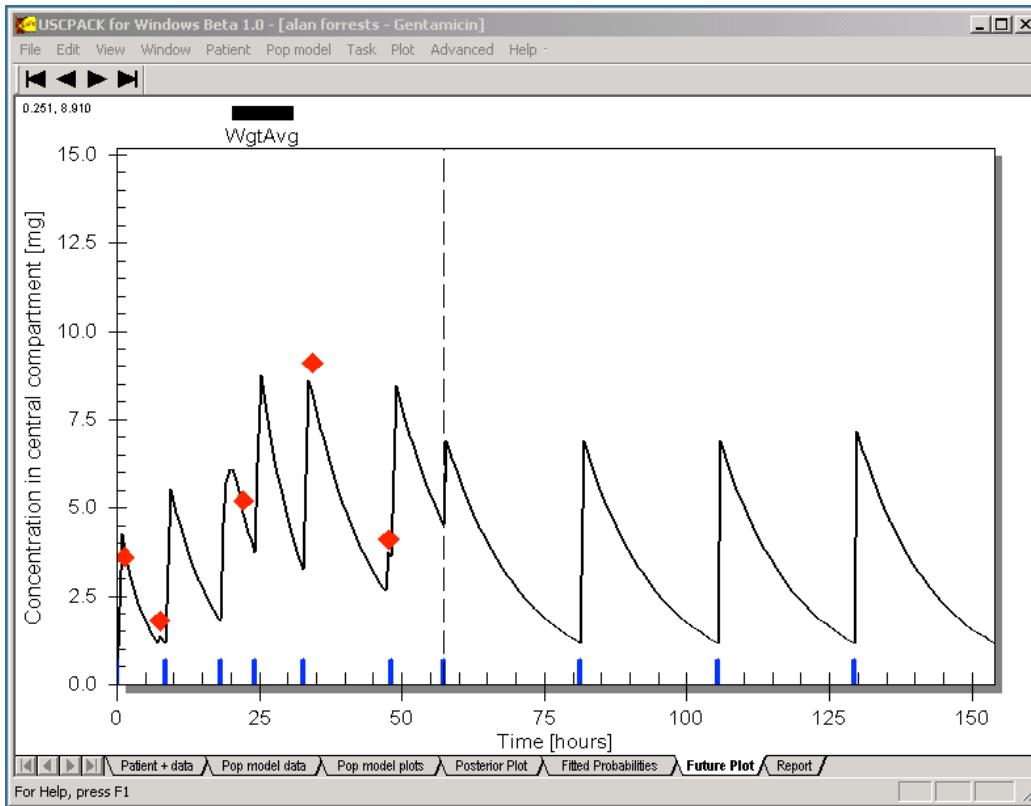 USCPACK for Windows Beta 1.0 - [alan forrests - Gentamicin]
File Edit View Window Patient Pop model Task Plot Advanced Help
0.251, 8.910
WgtAvg
15.0
12.5
10.0
7.5
5.0
2.5
0.0
Concentration in central compartment [mg]
0 25 50 75 100 125 150
Time [hours]
Patient + data Pop model data Pop model plots Posterior Plot Fitted Probabilities Future Plot Report
For Help, press F1